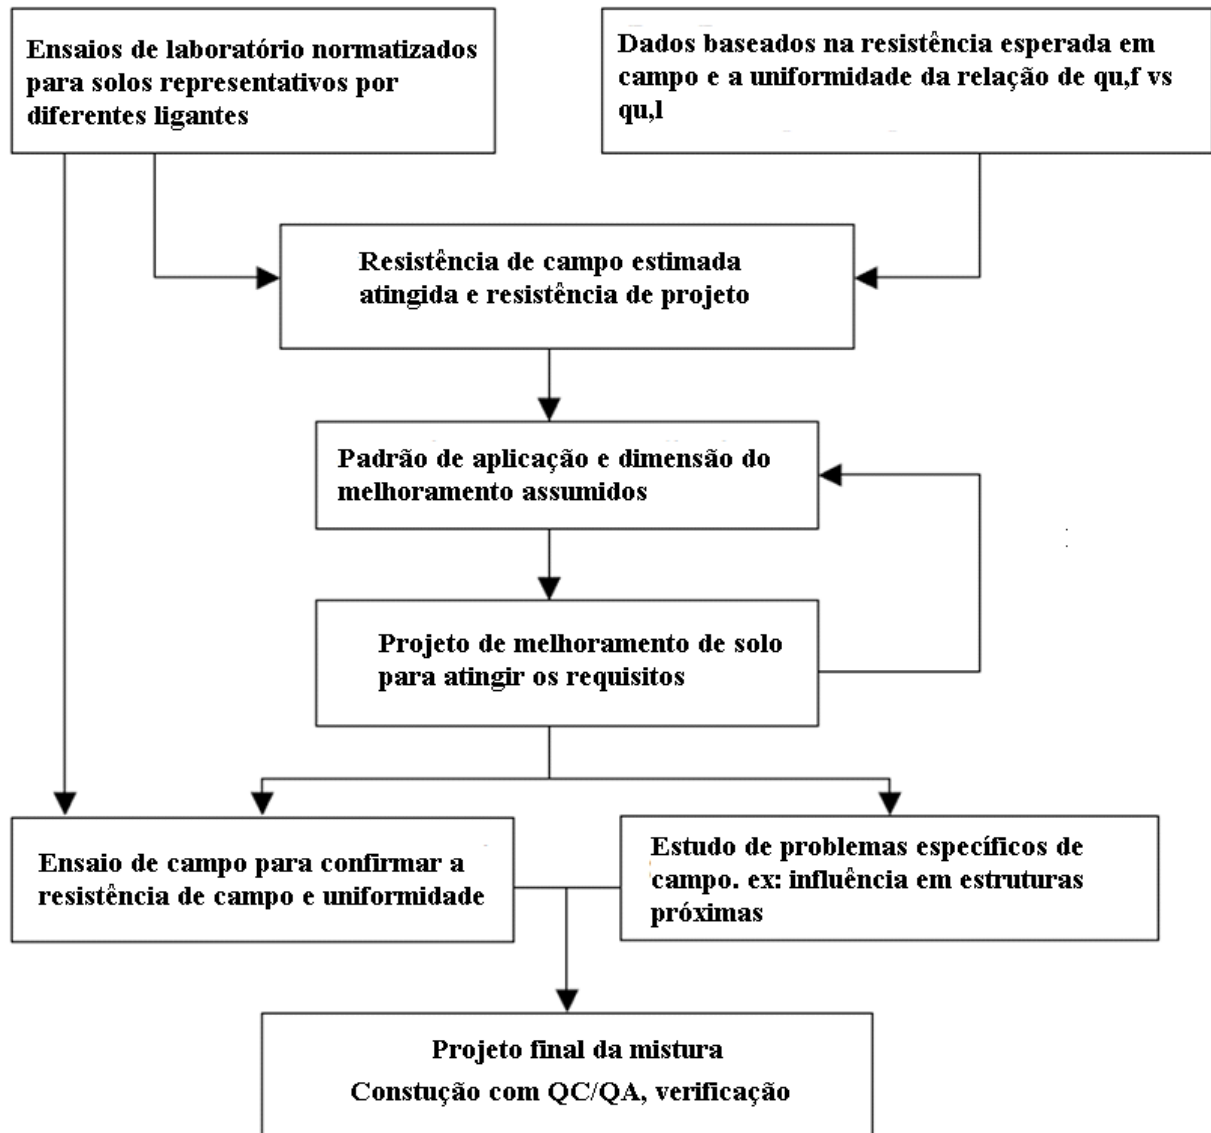 Ensaios de laboratório normatizados
para solos representativos por
diferentes ligantes
Dados baseados na resistência esperada em
campo e a uniformidade da relação de qu,f vs
qu,l
Resistência de campo estimada
atingida e resistência de projeto
Padrão de aplicação e dimensão do
melhoramento assumidos
Projeto de melhoramento de solo
para atingir os requisitos
Ensaio de campo para confirmar a
resistência de campo e uniformidade
Estudo de problemas específicos de
campo. ex: influência em estruturas
próximas
Projeto final da mistura
Constução com QC/QA, verificação